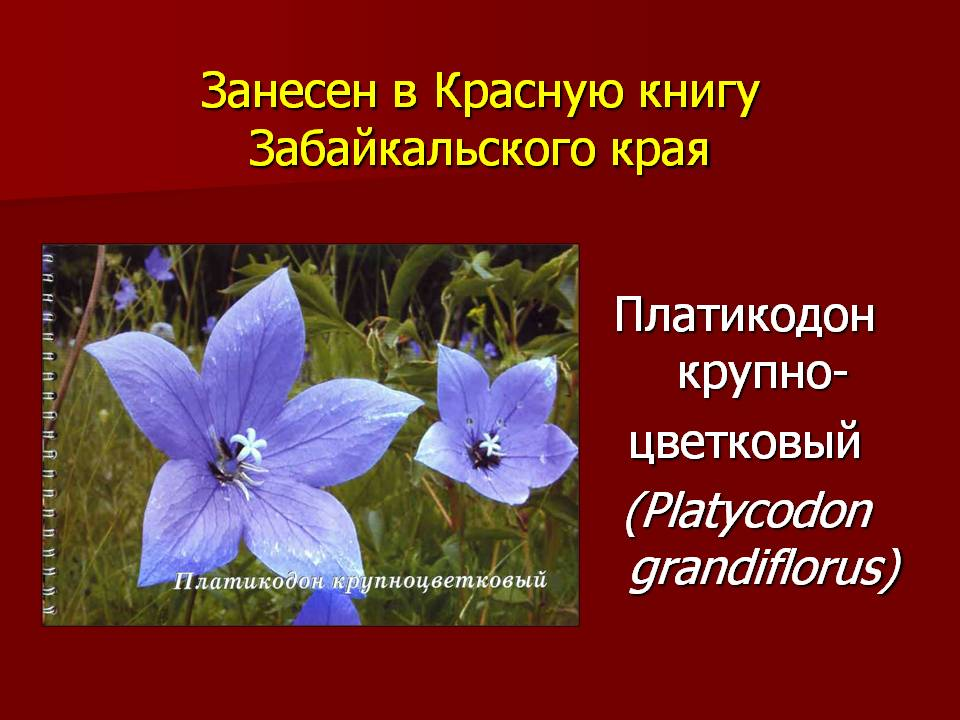 Занесен в Красную книгу
Забайкальского края
Платикодон
крупно-
цветковый
(Platycodon
grandiflorus)
Платикодон крупноцветковый